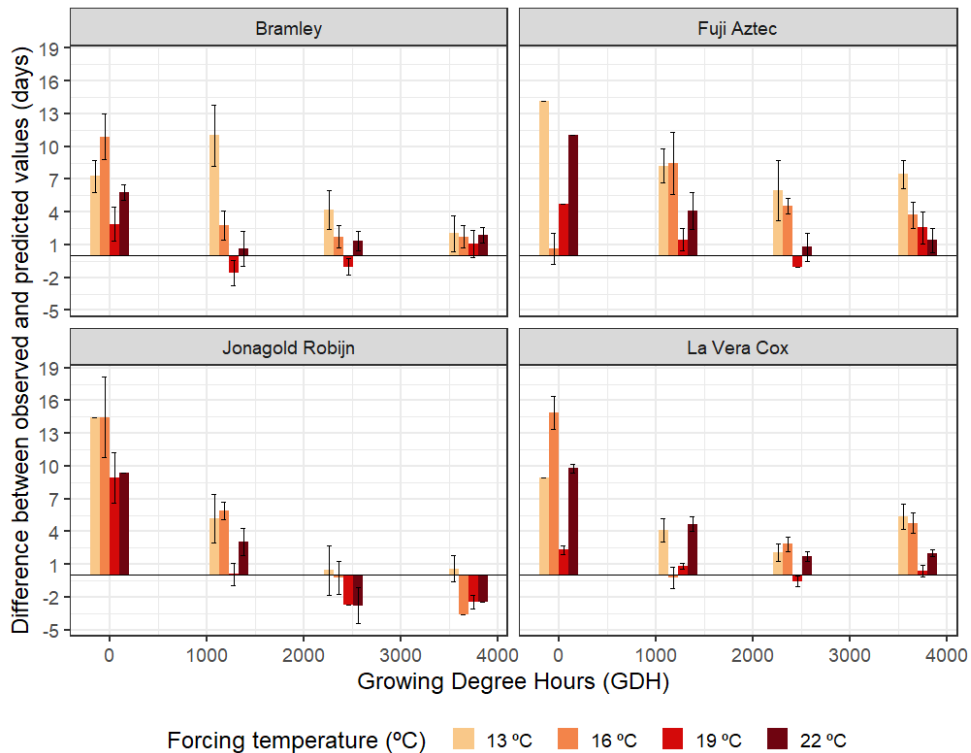 Difference between observed and predicted values (days)
Bramley
Fuji Aztec
19
16
13
10
7
4
1
-2
-5
Jonagold Robijn
La Vera Cox
19
16
13
10
7
4
1
-2
-5
0 1000 2000 3000 4000 0 1000 2000 3000 4000
Growing Degree Hours (GDH)
Forcing temperature (ºC) 13 ºC 16 ºC 19 ºC 22 ºC